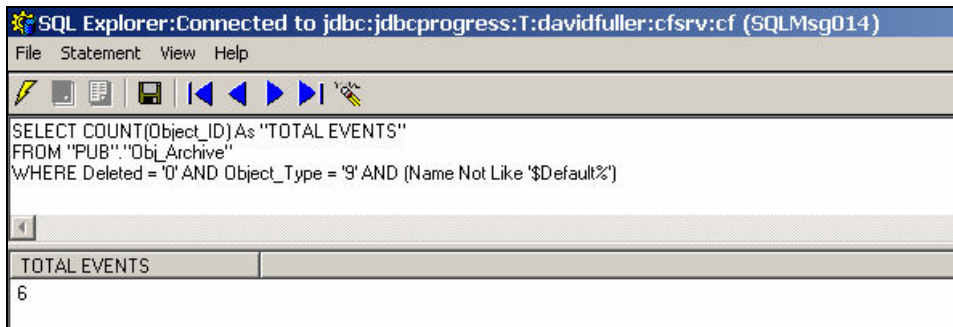 SQL Explorer:Connected to jdbc:jdbcprogress:T:davidfuller:cfsrv:cf (SQLMsg014)
File Statement View Help
SELECT COUNT(Object_ID) As "TOTAL EVENTS"
FROM "PUB"."Obj_Archive"
WHERE Deleted = '0' AND Object_Type = '9' AND (Name Not Like '$Default%')
TOTAL EVENTS
6